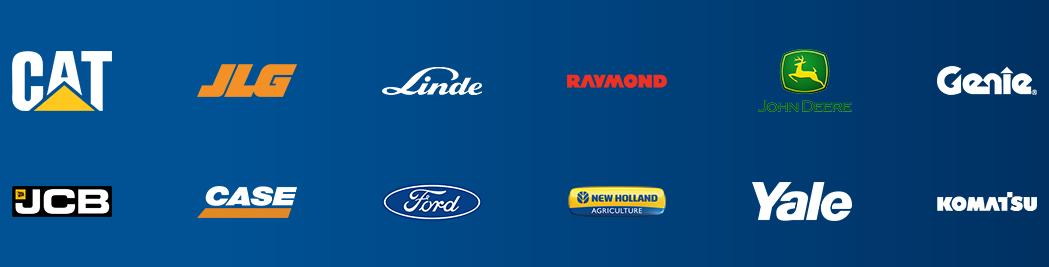 CAT
JLG
Linde
RAYMOND
JOHN DEERE
Genie®
JCB
CASE
Ford
NEW HOLLAND
AGRICULTURE
Yale
KOMATSU